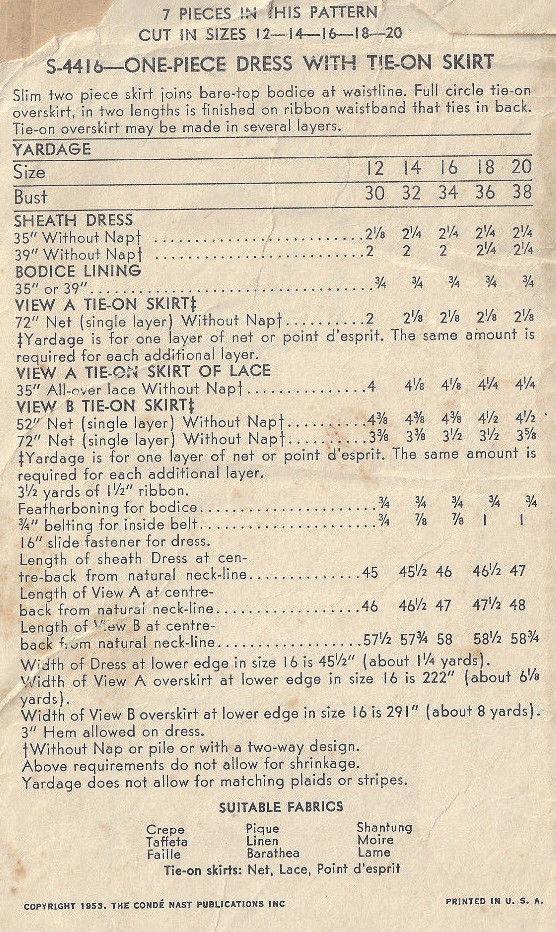 7 PIECES IN THIS PATTERN
CUT IN SIZES 12—14—16—18—20
S-4416—ONE-PIECE DRESS WITH TIE-ON SKIRT
Slim two piece skirt joins bare-top bodice at waistline. Full circle tie-on
overskirt, in two lengths is finished on ribbon waistband that ties in back.
Tie-on overskirt may be made in several layers.
YARDAGE
Size 12 14 16 18 20
Bust 30 32 34 36 38
SHEATH DRESS
35" Without Nap† ........................2⅛ 2¼ 2¼ 2¼ 2¼
39" Without Nap† ........................2 2 2 2¼ 2¼
BODICE LINING
35" or 39"................................¾ ¾ ¾ ¾ ¾
VIEW A TIE-ON SKIRT‡
72" Net (single layer) Without Nap†..........2 2⅛ 2⅛ 2⅛ 2⅛
‡Yardage is for one layer of net or point d'esprit. The same amount is
required for each additional layer.
VIEW A TIE-ON SKIRT OF LACE
35" All-over lace Without Nap†..............4 4⅛ 4⅛ 4¼ 4¼
VIEW B TIE-ON SKIRT‡
52" Net (single layer) Without Nap†..........4⅜ 4⅜ 4⅜ 4½ 4½
72" Net (single layer) Without Nap†..........3⅜ 3⅜ 3½ 3½ 3⅝
‡Yardage is for one layer of net or point d'esprit. The same amount is
required for each additional layer.
3½ yards of 1½" ribbon.
Featherboning for bodice....................¾ ¾ ¾ ¾ ¾
¾" belting for inside belt....................¾ ⅞ ⅞ 1 1
16" slide fastener for dress.
Length of sheath Dress at cen-
tre-back from natural neck-line.............45 45½ 46 46½ 47
Length of View A at centre-
back from natural neck-line.................46 46½ 47 47½ 48
Length of View B at centre-
back from natural neck-line.................57½ 57¾ 58 58½ 58¾
Width of Dress at lower edge in size 16 is 45½" (about 1¼ yards).
Width of View A overskirt at lower edge in size 16 is 222" (about 6⅛
yards).
Width of View B overskirt at lower edge in size 16 is 291" (about 8 yards).
3" Hem allowed on dress.
†Without Nap or pile or with a two-way design.
Above requirements do not allow for shrinkage.
Yardage does not allow for matching plaids or stripes.
SUITABLE FABRICS
Crepe Pique Shantung
Taffeta Linen Moire
Faille Barathea Lame
Tie-on skirts: Net, Lace, Point d'esprit
COPYRIGHT 1953. THE CONDÉ NAST PUBLICATIONS INC PRINTED IN U. S. A.